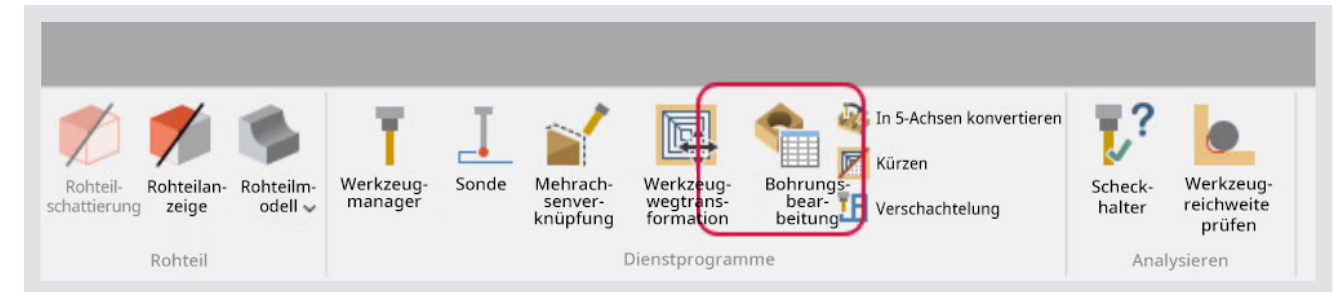 Rohteil-
schattierung
Rohteilan-
zeige
Rohteilm-
odell
Rohteil
Werkzeug-
manager
Sonde
Mehrach-
senver-
knüpfung
Werkzeug-
wegtrans-
formation
Bohrungs-
bear-
beitung
In 5-Achsen konvertieren
Kürzen
Verschachtelung
Dienstprogramme
Scheck-
halter
?
Werkzeug-
reichweite
prüfen
Analysieren